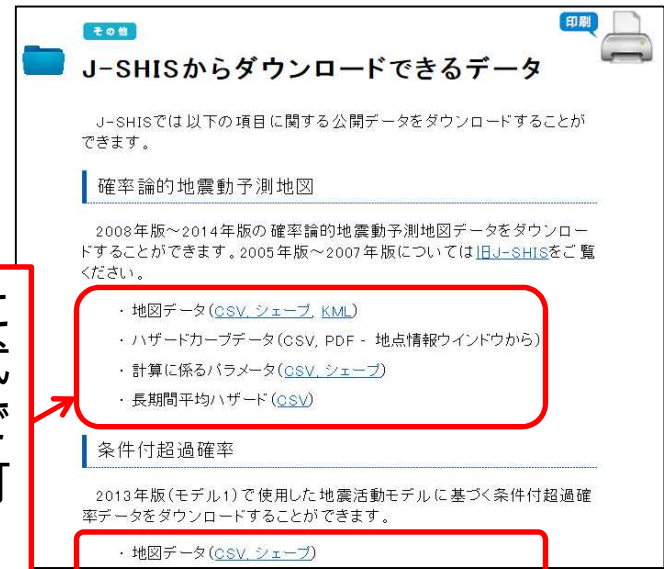 その他
印刷
J-SHISからダウンロードできるデータ
J-SHISでは以下の項目に関する公開データをダウンロードすることが
できます。
確率論的地震動予測地図
2008年版～2014年版の確率論的地震動予測地図データをダウンロー
ドすることができます。2005年版～2007年版については旧J-SHISをご覧
ください。
・地図データ(CSV, シェープ, KML)
・ハザードカーブデータ(CSV, PDF - 地点情報ウインドウから)
・計算に係るパラメータ(CSV, シェープ)
・長期間平均ハザード(CSV)
条件付超過確率
2013年版(モデル1)で使用した地震活動モデルに基づく条件付超過確
率データをダウンロードすることができます。
・地図データ(CSV, シェープ)